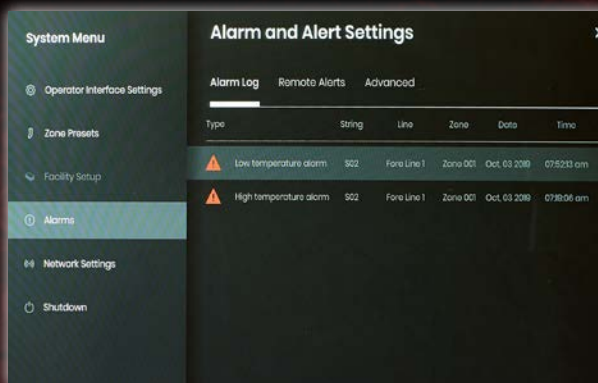 System Menu
Operator Interface Settings
Zone Presets
Facility Setup
Alarms
Network Settings
Shutdown
Alarm and Alert Settings
Alarm Log Remote Alerts Advanced
Type String Line Zone Date Time
Low temperature alarm S02 Fore Line 1 Zone 001 Oct, 03 2019 07:52:13 am
High temperature alarm S02 Fore Line 1 Zone 001 Oct, 03 2019 07:19:06 am